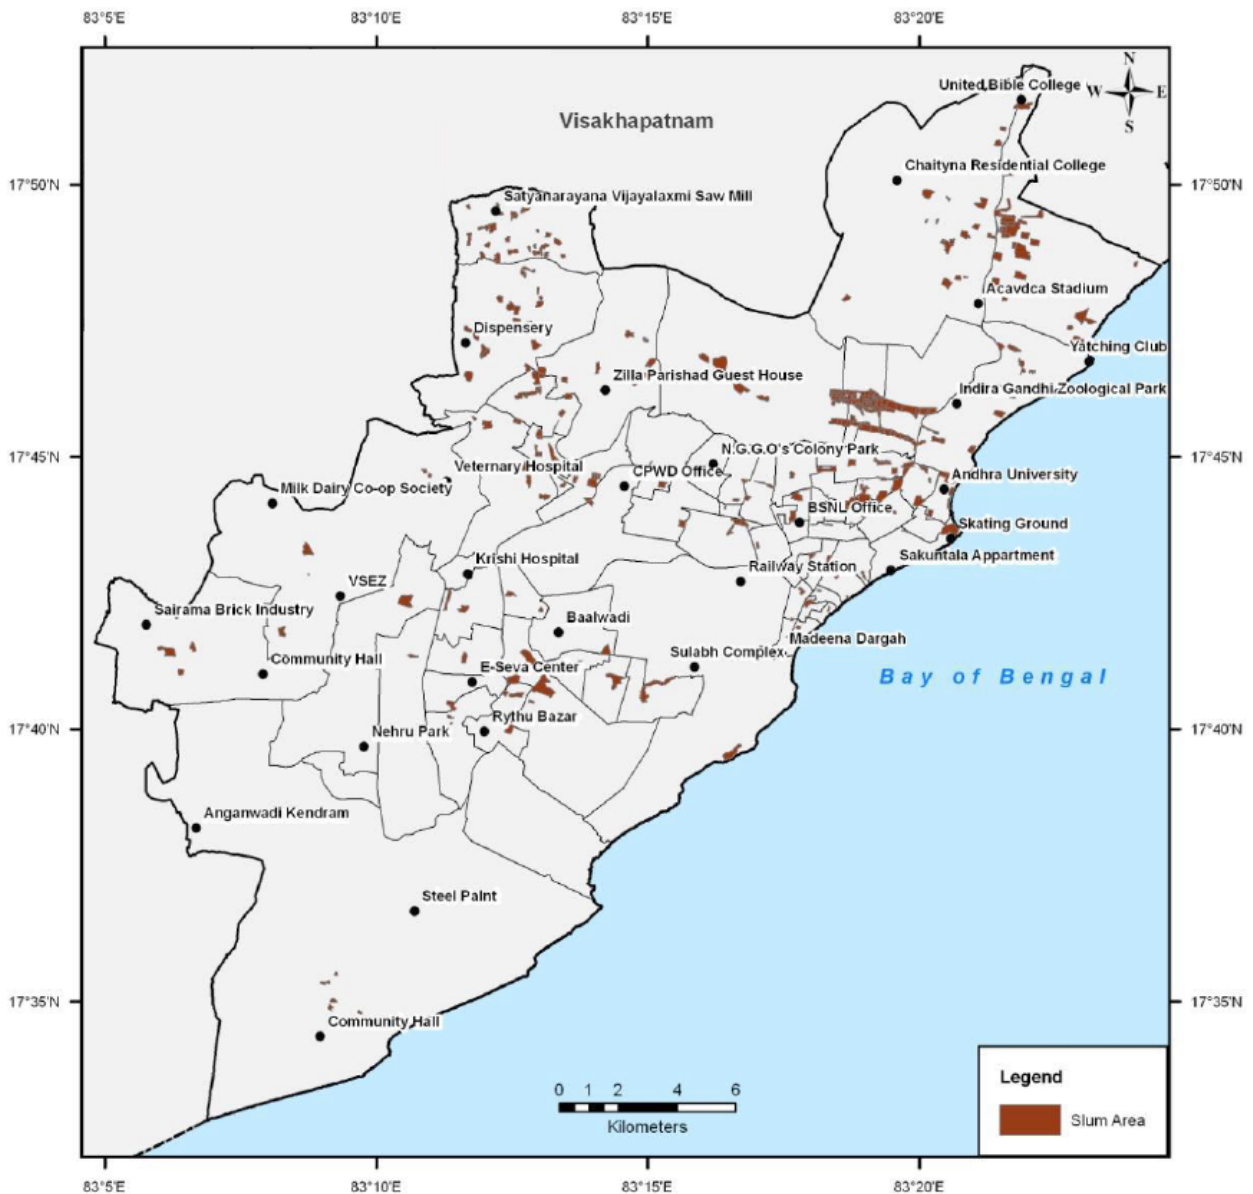 83°5'E 83°10'E 83°15'E 83°20'E
N
United Bible College
W E
Visakhapatnam
S
Chaityna Residential College
17°50'N 17°50'N
Satyanarayana Vijayalaxmi Saw Mill
Acavdca Stadium
Dispensery
Yatching Club
Zilla Parishad Guest House
Indira Gandhi Zoological Park
N.G.G.O's Colony Park
17°45'N 17°45'N
Veternary Hospital
CPWD Office
Andhra University
Milk Dairy Co-op Society
BSNL Office
Skating Ground
Sakuntala Appartment
Krishi Hospital
Railway Station
VSEZ
Sairama Brick Industry
Baalwadi
Madeena Dargah
Sulabh Complex
Community Hall
E-Seva Center
Bay of Bengal
Rythu Bazar
17°40'N 17°40'N
Nehru Park
Anganwadi Kendram
Steel Palnt
17°35'N 17°35'N
Community Hall
0 1 2 4 6
Kilometers
Legend
Slum Area
83°5'E 83°10'E 83°15'E 83°20'E